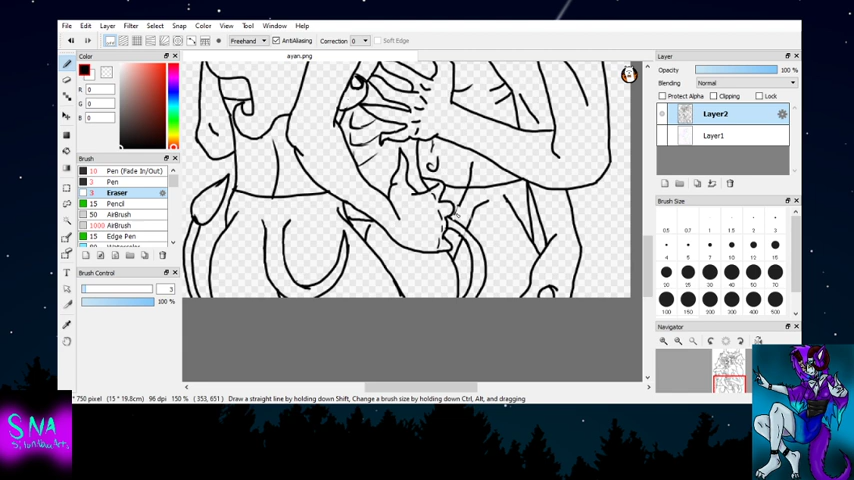 File Edit Layer Filter Select Snap Color View Tool Window Help
Freehand AntiAliasing Correction 0 Soft Edge
Color
ayan.png
R 0
G 0
B 0
Brush
10 Pen (Fade In/Out)
3 Pen
3 Eraser
15 Pencil
50 AirBrush
1000 AirBrush
15 Edge Pen
Brush Control
3
100 %
Layer
Opacity 100 %
Blending Normal
Protect Alpha Clipping Lock
Layer2
Layer1
Brush Size
0.5 0.7 1 1.5 2 3
4 5 7 10 12 15
20 30 40 50 70
100 150 200 300 400 500
Navigator
* 750 pixel (15 * 19.8cm) 96 dpi 150 % ( 353, 651 ) Draw a straight line by holding down Shift, Change a brush size by holding down Ctrl, Alt, and dragging
SNA